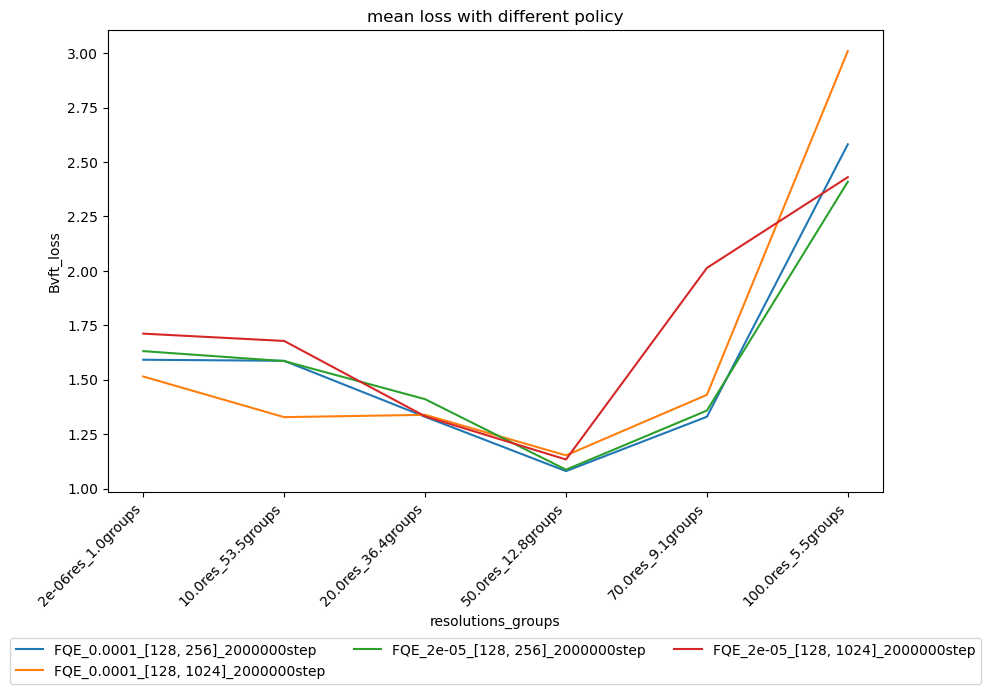 mean loss with different policy
3.00
2.75
2.50
2.25
2.00
1.75
1.50
1.25
1.00
Bvft_loss
2e-06res_1.0groups
10.0res_53.5groups
20.0res_36.4groups
50.0res_12.8groups
70.0res_9.1groups
100.0res_5.5groups
resolutions_groups
FQE_0.0001_[128, 256]_2000000step
FQE_0.0001_[128, 1024]_2000000step
FQE_2e-05_[128, 256]_2000000step
FQE_2e-05_[128, 1024]_2000000step